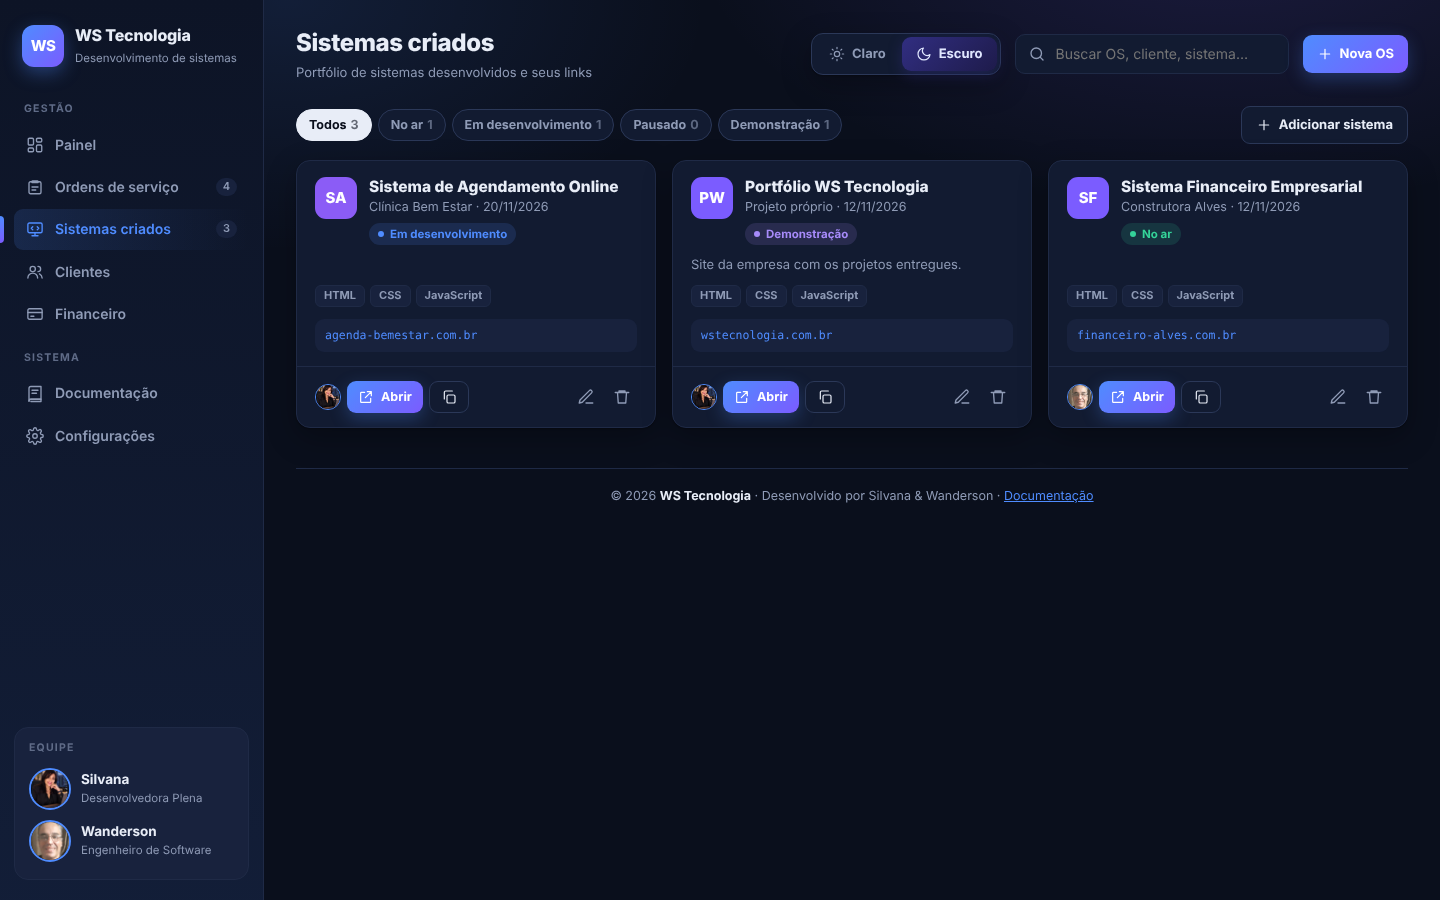 WS
WS Tecnologia
Desenvolvimento de sistemas
GESTÃO
Painel
Ordens de serviço 4
Sistemas criados 3
Clientes
Financeiro
SISTEMA
Documentação
Configurações
EQUIPE
Silvana
Desenvolvedora Plena
Wanderson
Engenheiro de Software
Sistemas criados
Portfólio de sistemas desenvolvidos e seus links
Claro
Escuro
Buscar OS, cliente, sistema...
Nova OS
Todos 3
No ar 1
Em desenvolvimento 1
Pausado 0
Demonstração 1
Adicionar sistema
SA
Sistema de Agendamento Online
Clínica Bem Estar · 20/11/2026
Em desenvolvimento
HTML CSS JavaScript
agenda-bemestar.com.br
Abrir
PW
Portfólio WS Tecnologia
Projeto próprio · 12/11/2026
Demonstração
Site da empresa com os projetos entregues.
HTML CSS JavaScript
wstecnologia.com.br
Abrir
SF
Sistema Financeiro Empresarial
Construtora Alves · 12/11/2026
No ar
HTML CSS JavaScript
financeiro-alves.com.br
Abrir
© 2026 WS Tecnologia · Desenvolvido por Silvana & Wanderson · Documentação